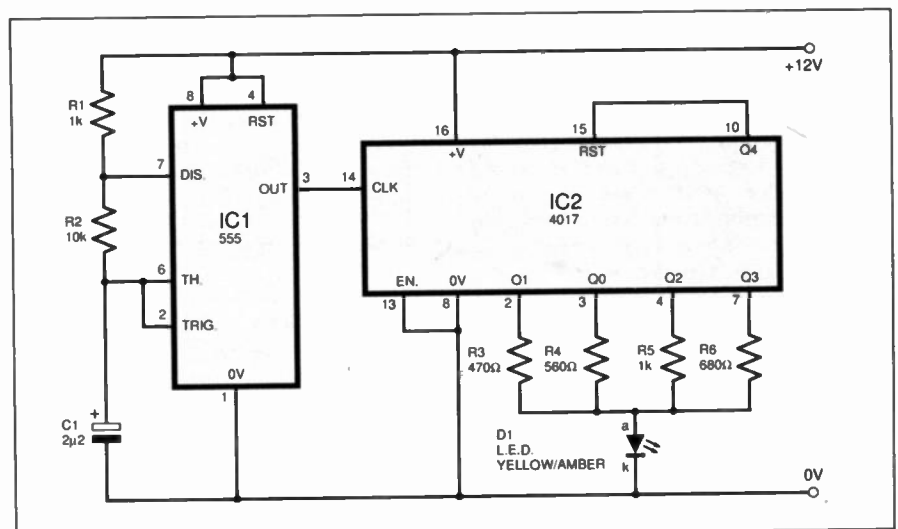 +12V
R1
1k
8
4
+V
RST
16
+V
15
RST
10
Q4
7
DIS.
OUT
3
14
CLK
IC1
555
IC2
4017
R2
10k
6
TH.
2
TRIG.
0V
1
EN.
0V
Q1
Q0
Q2
Q3
13
8
2
3
4
7
R3
470Ω
R4
560Ω
R5
1k
R6
680Ω
C1
2µ2
+
D1
L.E.D.
YELLOW/AMBER
a
k
0V